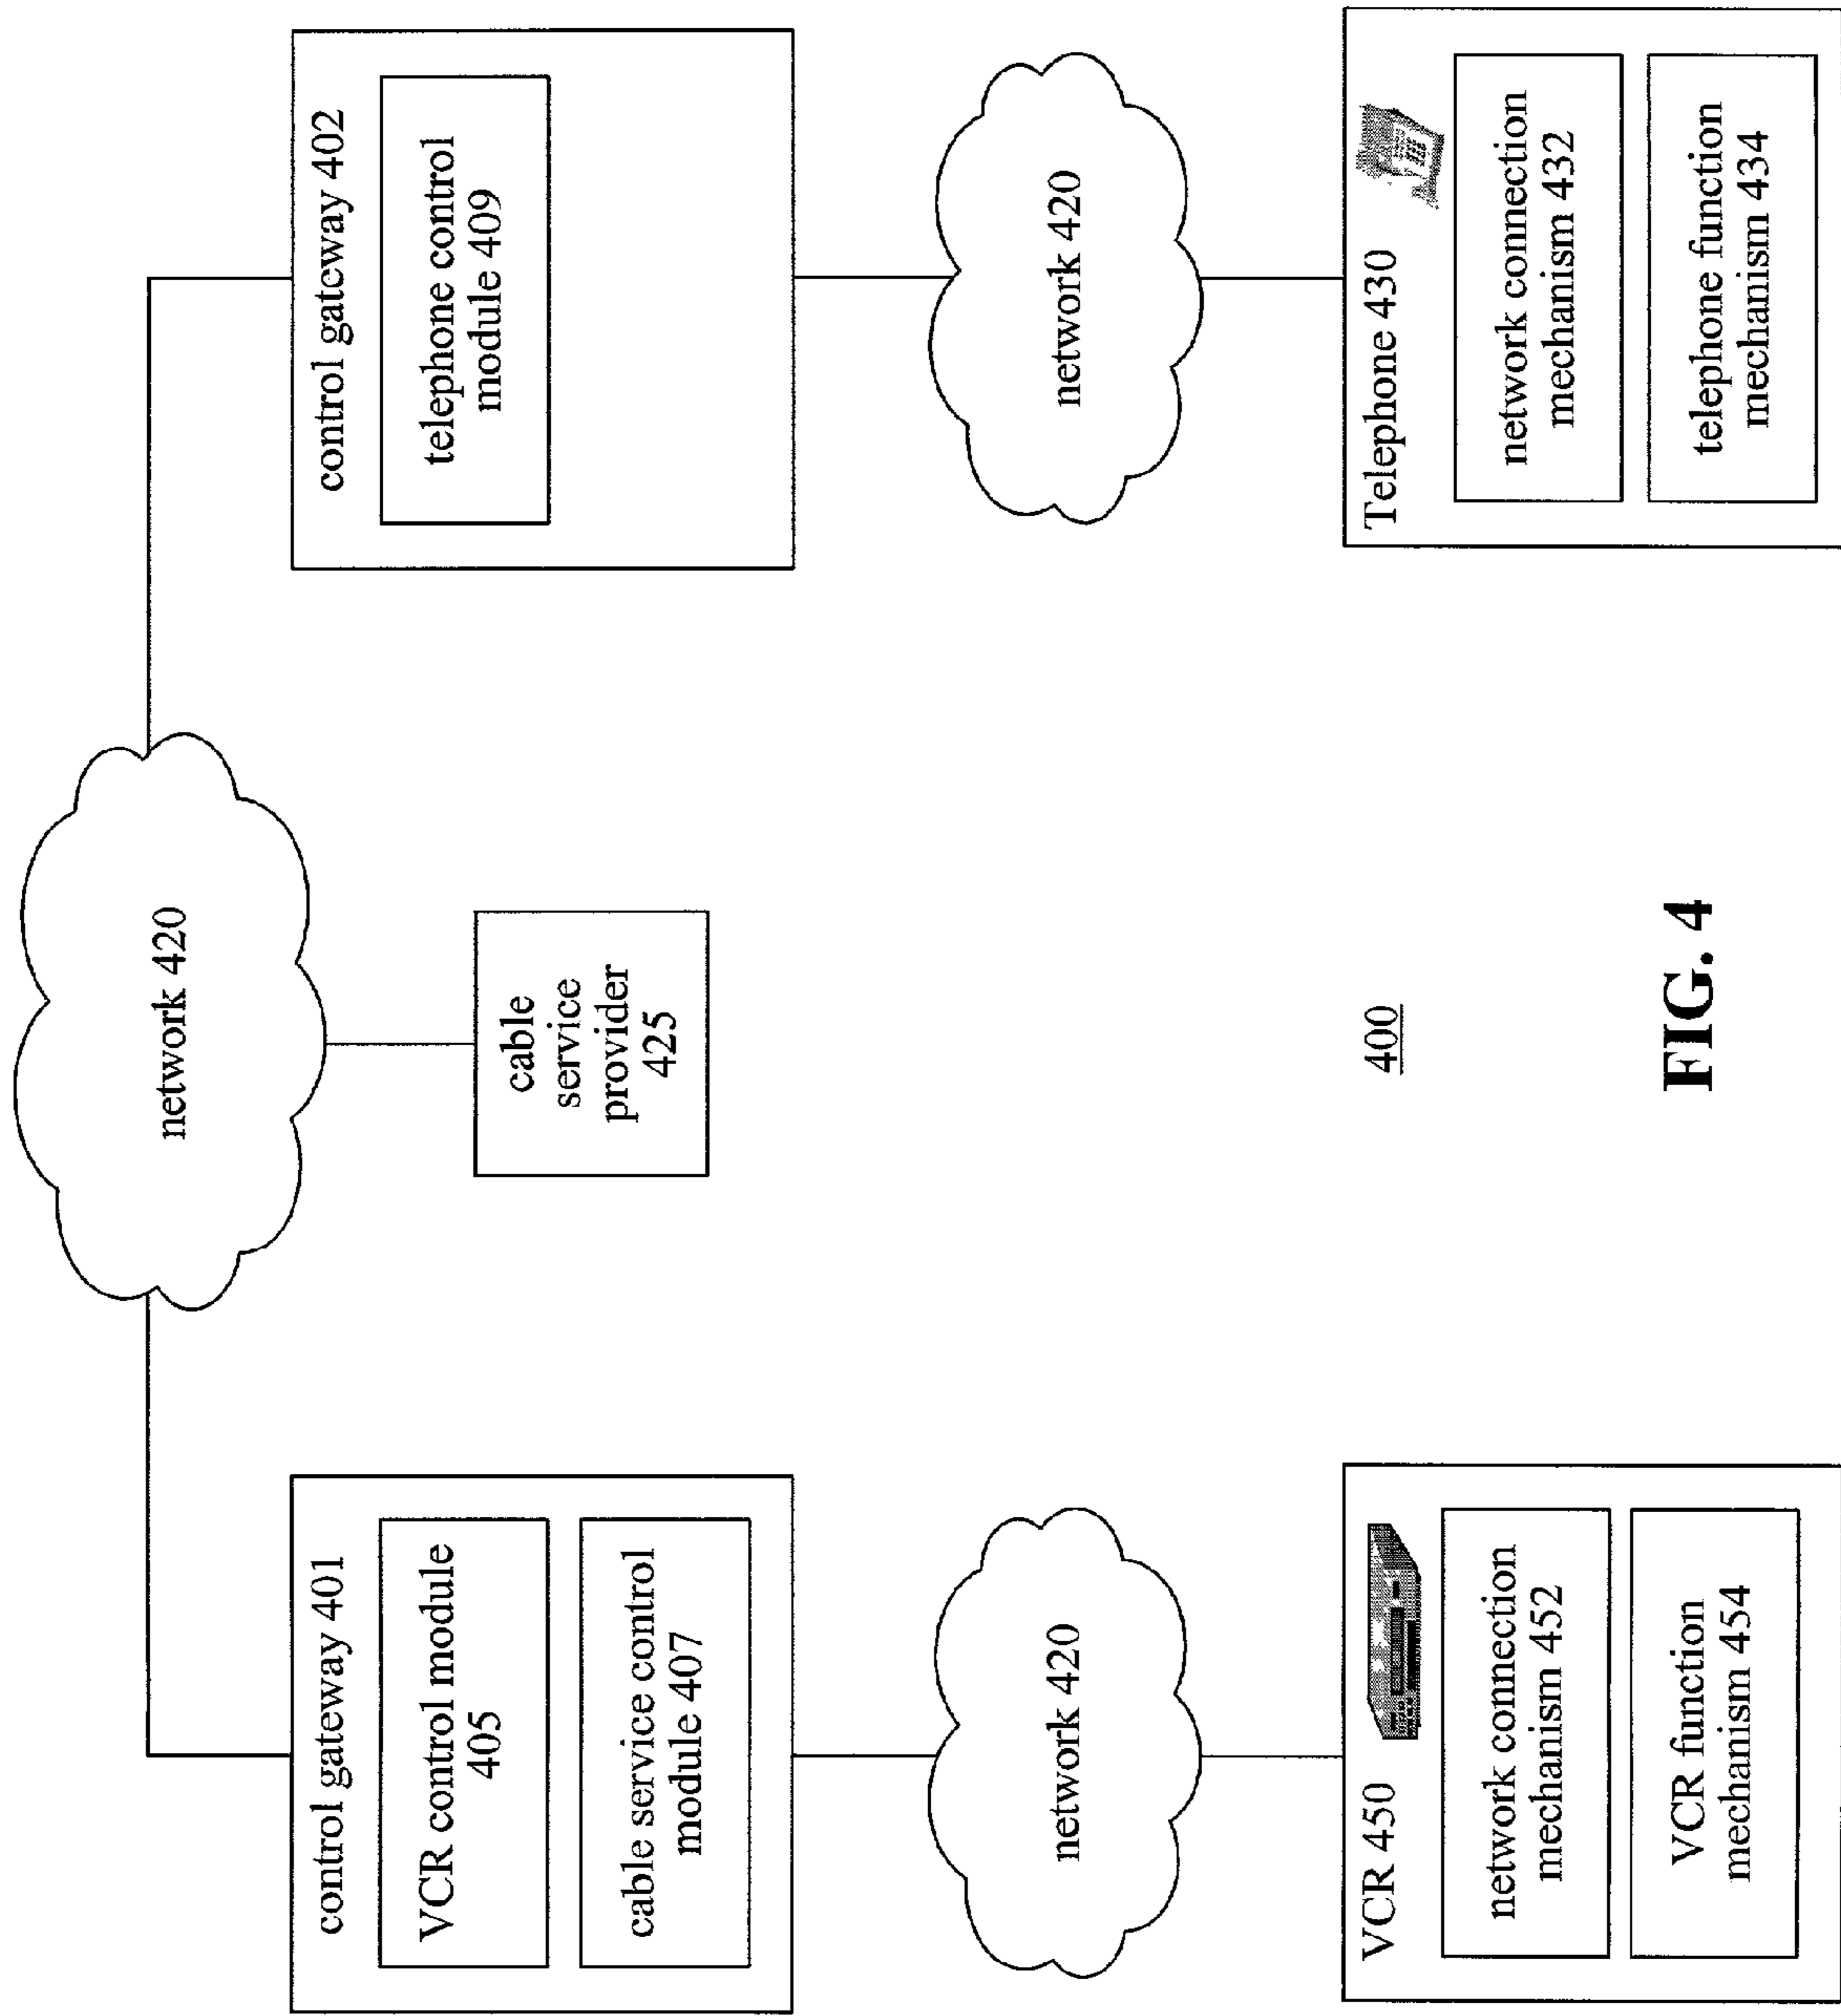 network 420
control gateway 401
VCR control module
405
cable service control
module 407
cable
service
provider
425
control gateway 402
telephone control
module 409
network 420
network 420
VCR 450
network connection
mechanism 452
VCR function
mechanism 454
Telephone 430
network connection
mechanism 432
telephone function
mechanism 434
400
FIG. 4